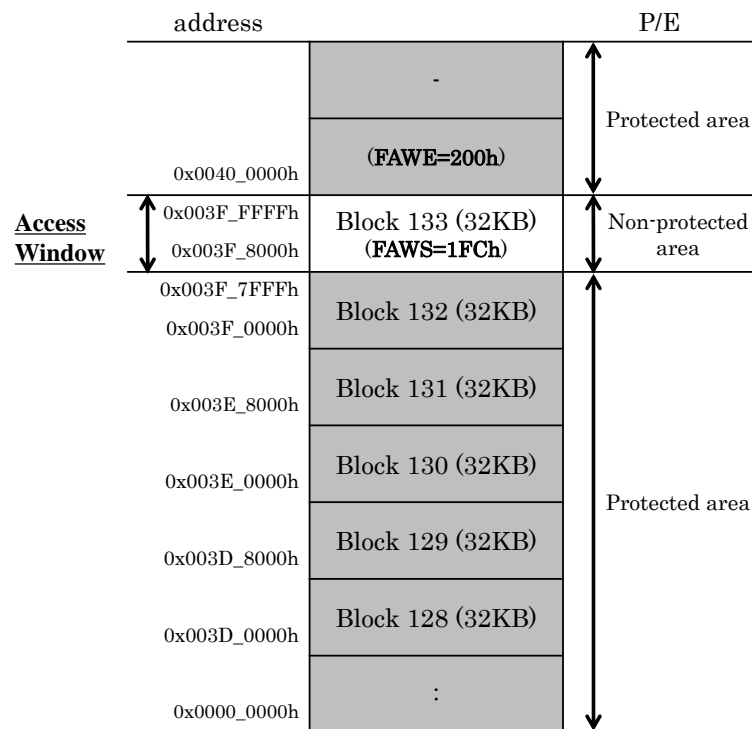 address P/E
-
Protected area
(FAWE=200h)
0x0040_0000h
Access
Window
0x003F_FFFFh
Block 133 (32KB)
Non-protected
area
0x003F_8000h
(FAWS=1FCh)
0x003F_7FFFh
Block 132 (32KB)
0x003F_0000h
Block 131 (32KB)
0x003E_8000h
Block 130 (32KB)
0x003E_0000h
Protected area
Block 129 (32KB)
0x003D_8000h
Block 128 (32KB)
0x003D_0000h
:
0x0000_0000h